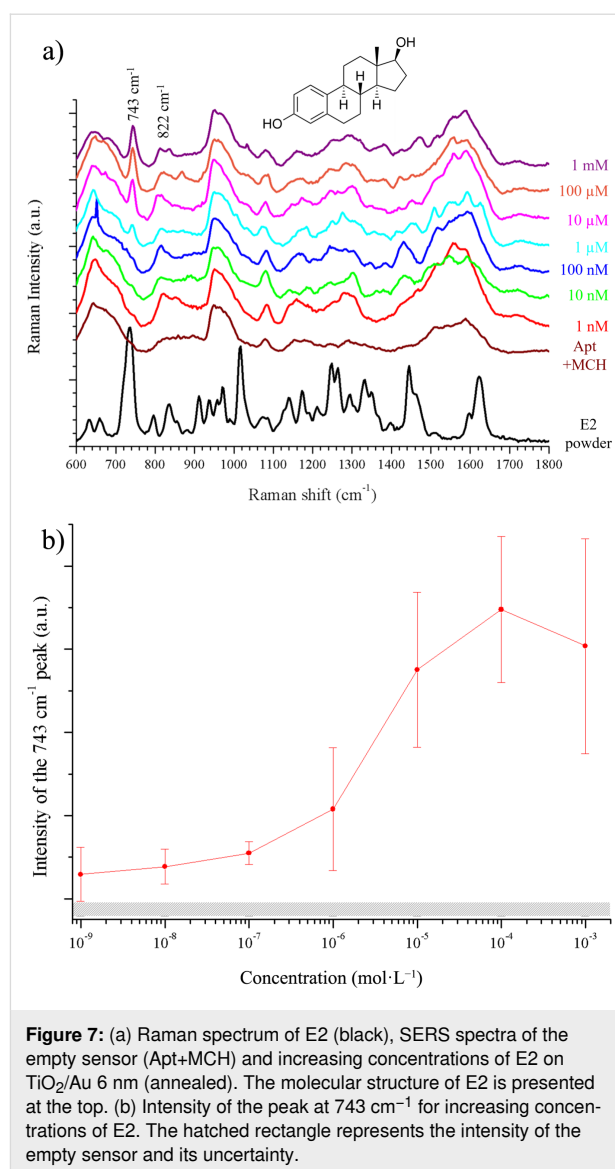 a)
OH
H
H
H
HO
743 cm⁻¹
822 cm⁻¹
1 mM
100 µM
10 µM
1 µM
100 nM
10 nM
1 nM
Apt
+MCH
E2
powder
Raman Intensity (a.u.)
600 700 800 900 1000 1100 1200 1300 1400 1500 1600 1700 1800
Raman shift (cm⁻¹)
b)
Intensity of the 743 cm⁻¹ peak (a.u.)
10⁻⁹ 10⁻⁸ 10⁻⁷ 10⁻⁶ 10⁻⁵ 10⁻⁴ 10⁻³
Concentration (mol·L⁻¹)
Figure 7: (a) Raman spectrum of E2 (black), SERS spectra of the
empty sensor (Apt+MCH) and increasing concentrations of E2 on
TiO₂/Au 6 nm (annealed). The molecular structure of E2 is presented
at the top. (b) Intensity of the peak at 743 cm⁻¹ for increasing concen-
trations of E2. The hatched rectangle represents the intensity of the
empty sensor and its uncertainty.